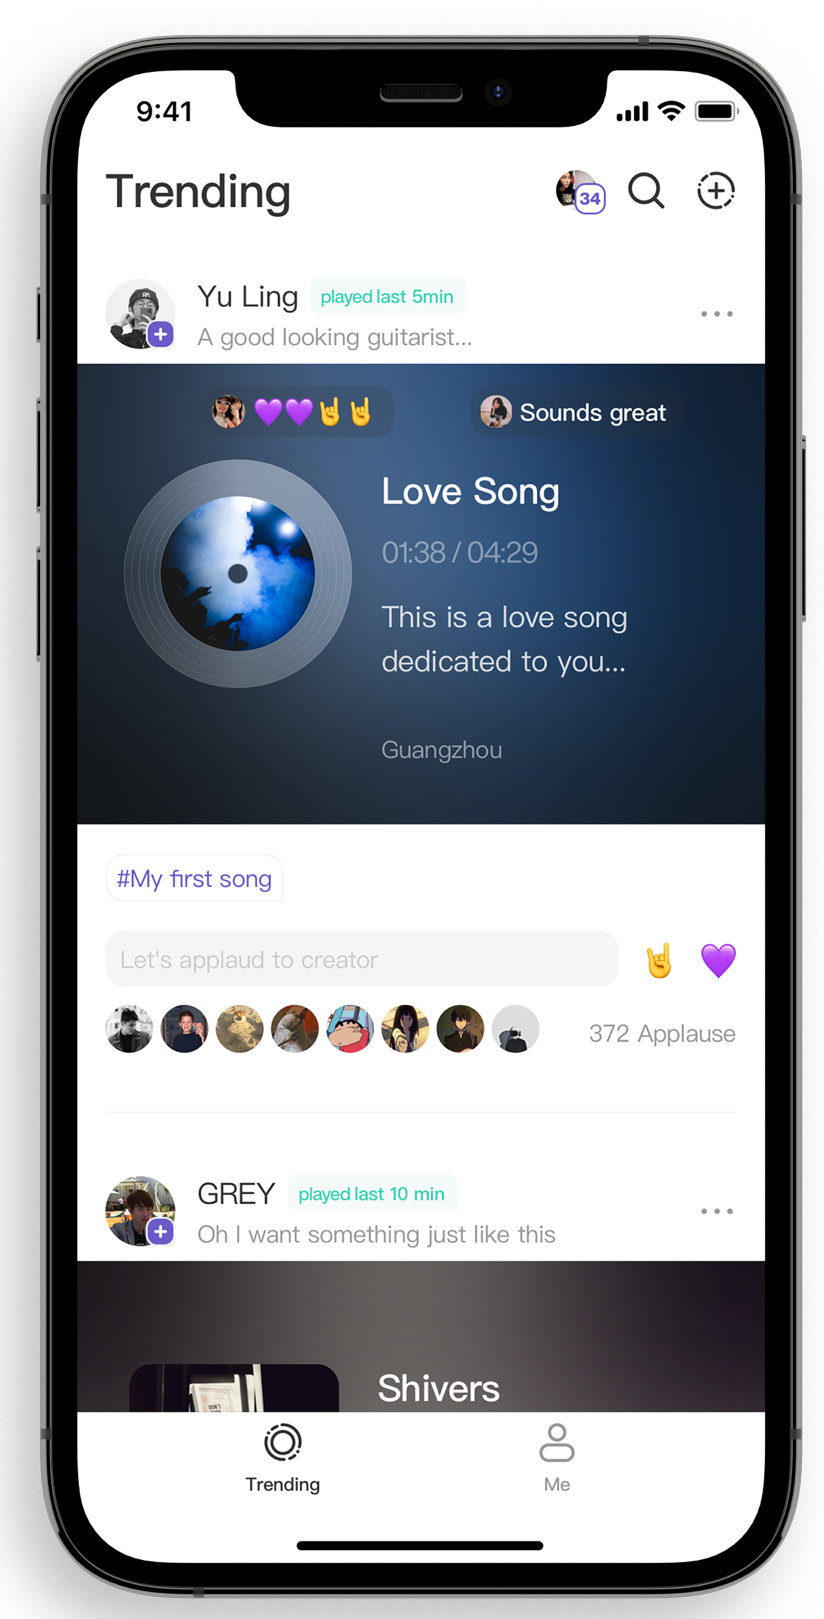 9:41
Trending
34
Yu Ling played last 5min
A good looking guitarist...
💜💜🤘🤘 Sounds great
Love Song
01:38 / 04:29
This is a love song
dedicated to you...
Guangzhou
#My first song
Let's applaud to creator 🤘 💜
372 Applause
GREY played last 10 min
Oh I want something just like this
DON'T
Shivers
Trending Me